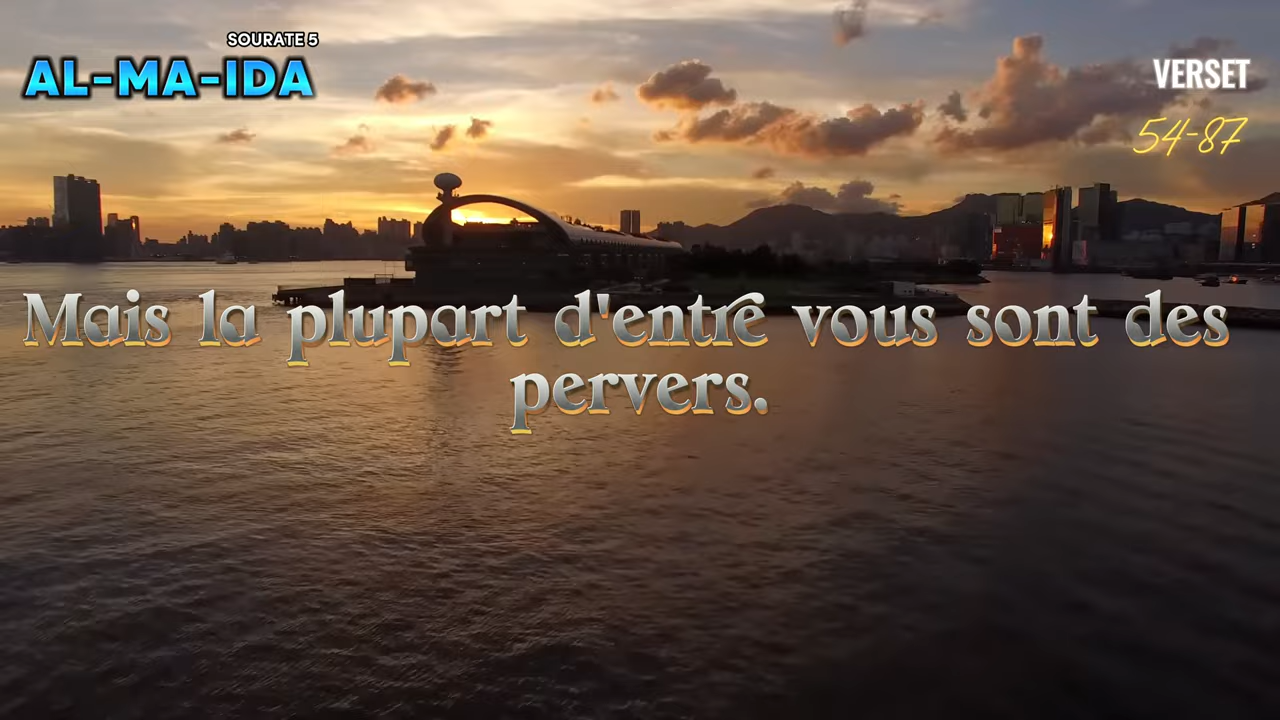 SOURATE 5
AL-MA-IDA
VERSET
54-87
Mais la plupart d'entre vous sont des
pervers.